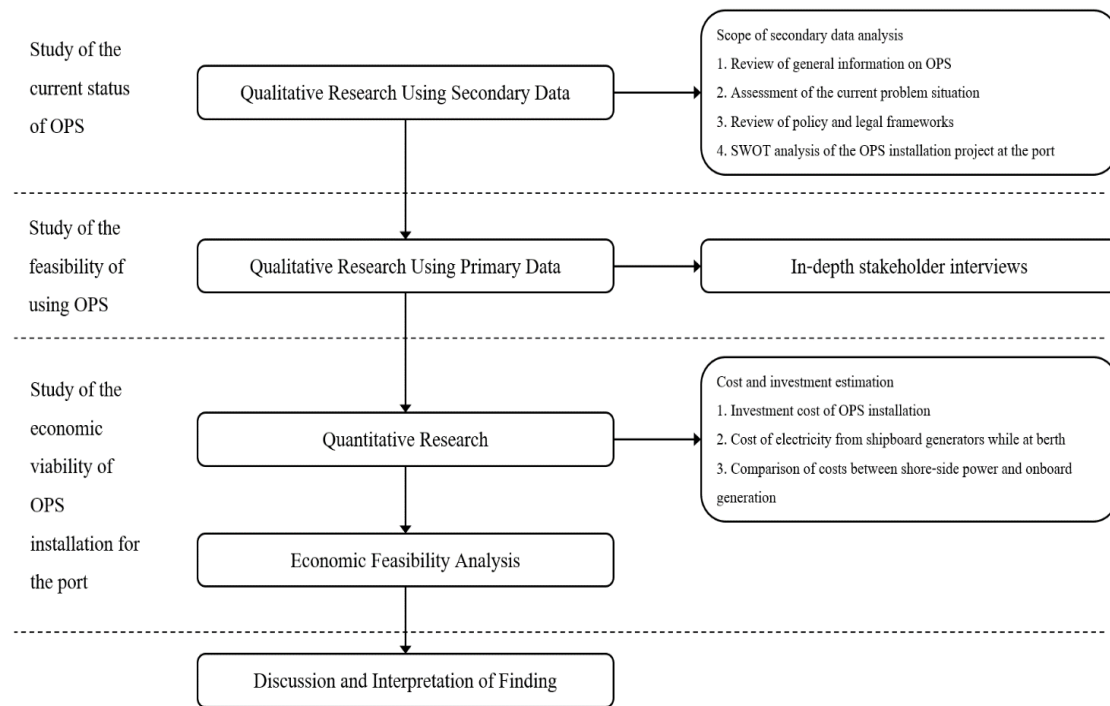 Study of the
current status
of OPS
Qualitative Research Using Secondary Data
Scope of secondary data analysis
1. Review of general information on OPS
2. Assessment of the current problem situation
3. Review of policy and legal frameworks
4. SWOT analysis of the OPS installation project at the port
Study of the
feasibility of
using OPS
Qualitative Research Using Primary Data
In-depth stakeholder interviews
Study of the
economic
viability of
OPS
installation for
the port
Quantitative Research
Cost and investment estimation
1. Investment cost of OPS installation
2. Cost of electricity from shipboard generators while at berth
3. Comparison of costs between shore-side power and onboard
generation
Economic Feasibility Analysis
Discussion and Interpretation of Finding